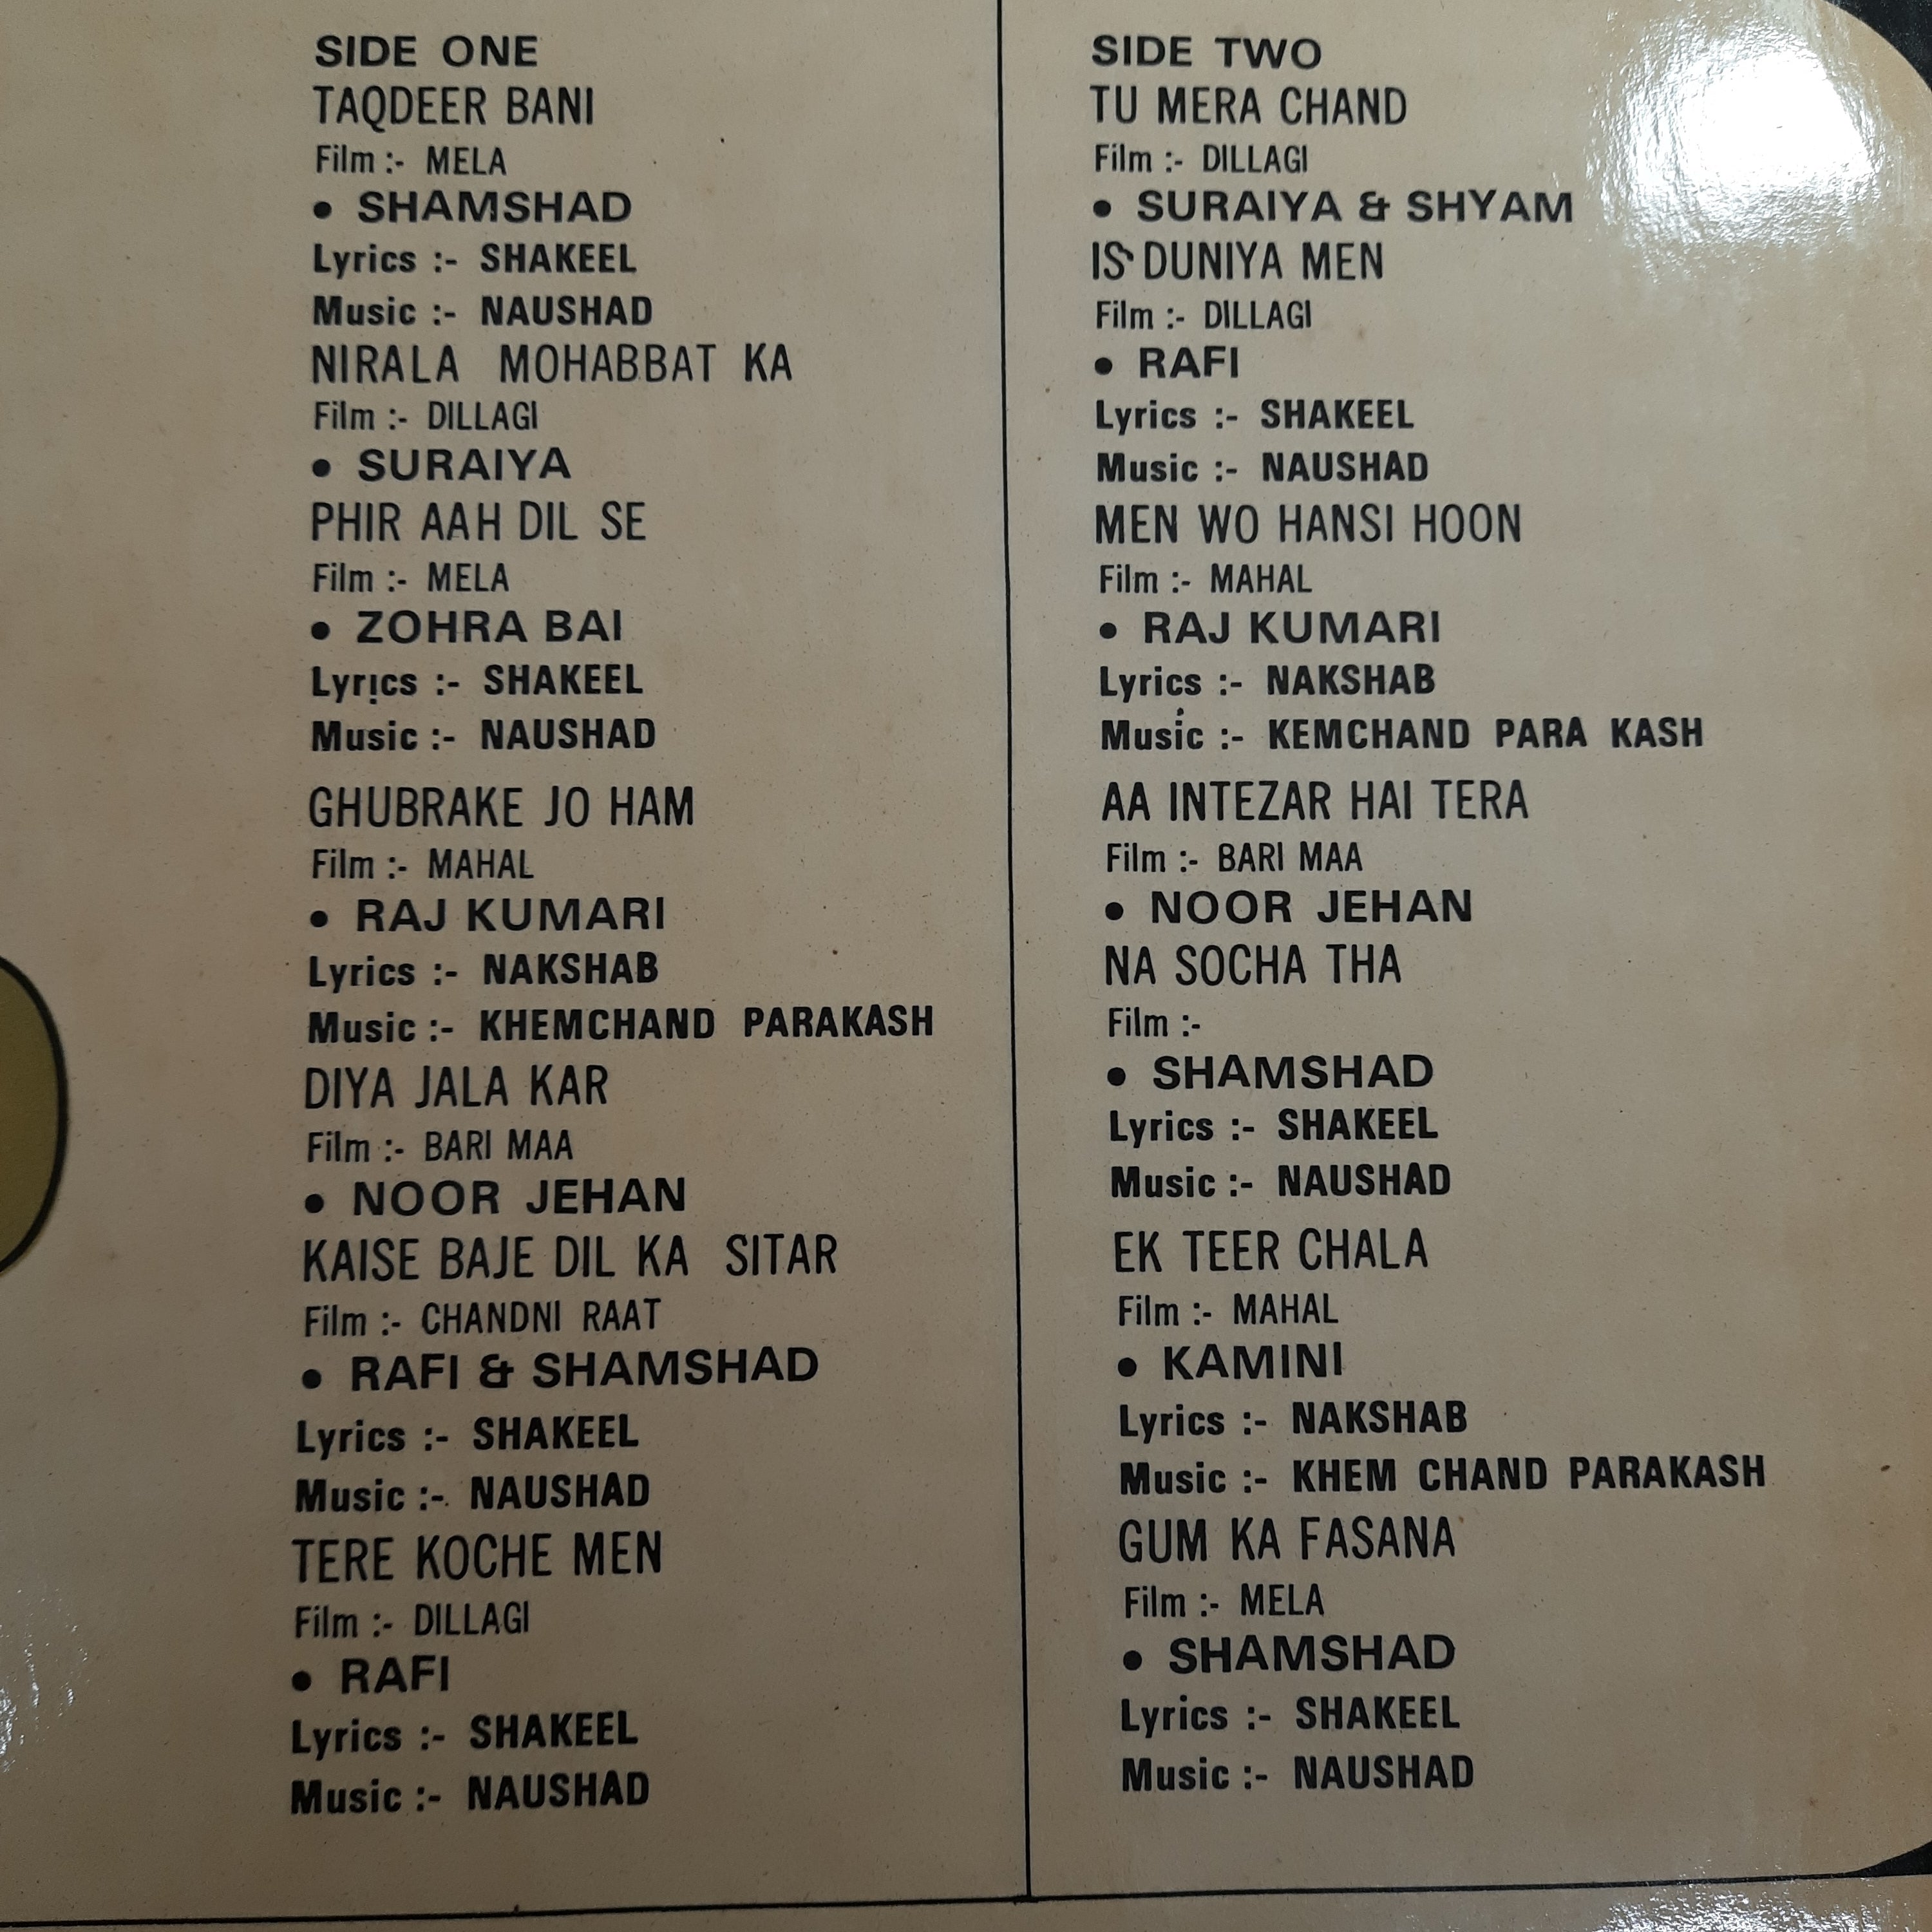 SIDE ONE
TAQDEER BANI
Film :- MELA
• SHAMSHAD
Lyrics :- SHAKEEL
Music :- NAUSHAD
NIRALA MOHABBAT KA
Film :- DILLAGI
• SURAIYA
PHIR AAH DIL SE
Film :- MELA
• ZOHRA BAI
Lyrics :- SHAKEEL
Music :- NAUSHAD
GHUBRAKE JO HAM
Film :- MAHAL
• RAJ KUMARI
Lyrics :- NAKSHAB
Music :- KHEMCHAND PARAKASH
DIYA JALA KAR
Film :- BARI MAA
• NOOR JEHAN
KAISE BAJE DIL KA SITAR
Film :- CHANDNI RAAT
• RAFI & SHAMSHAD
Lyrics :- SHAKEEL
Music :- NAUSHAD
TERE KOCHE MEN
Film :- DILLAGI
• RAFI
Lyrics :- SHAKEEL
Music :- NAUSHAD
SIDE TWO
TU MERA CHAND
Film :- DILLAGI
• SURAIYA & SHYAM
IS DUNIYA MEN
Film :- DILLAGI
• RAFI
Lyrics :- SHAKEEL
Music :- NAUSHAD
MEN WO HANSI HOON
Film :- MAHAL
• RAJ KUMARI
Lyrics :- NAKSHAB
Music :- KEMCHAND PARA KASH
AA INTEZAR HAI TERA
Film :- BARI MAA
• NOOR JEHAN
NA SOCHA THA
Film :-
• SHAMSHAD
Lyrics :- SHAKEEL
Music :- NAUSHAD
EK TEER CHALA
Film :- MAHAL
• KAMINI
Lyrics :- NAKSHAB
Music :- KHEM CHAND PARAKASH
GUM KA FASANA
Film :- MELA
• SHAMSHAD
Lyrics :- SHAKEEL
Music :- NAUSHAD